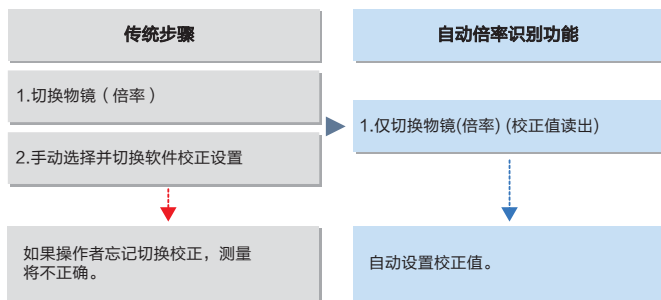 传统步骤
1.切换物镜（倍率）
2.手动选择并切换软件校正设置
如果操作者忘记切换校正，测量
将不正确。
自动倍率识别功能
1.仅切换物镜(倍率) (校正值读出)
自动设置校正值。